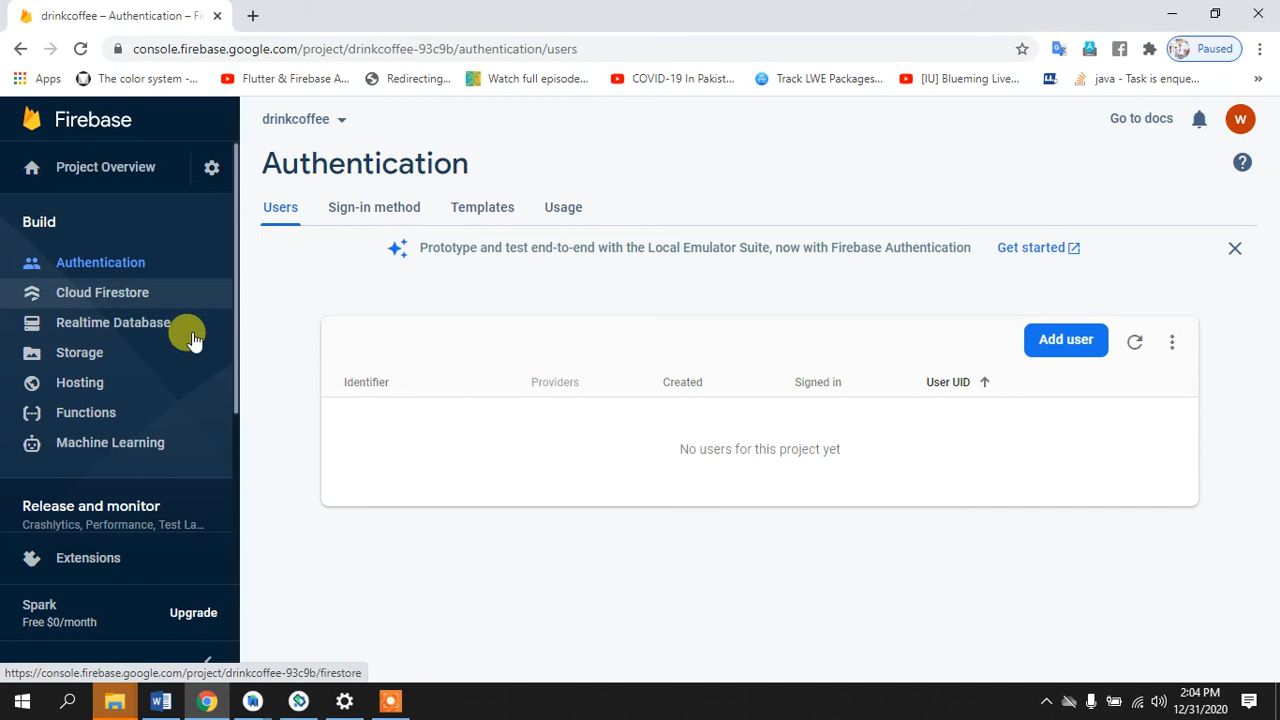 drinkcoffee – Authentication – Fi
console.firebase.google.com/project/drinkcoffee-93c9b/authentication/users
Paused
Apps
The color system -...
Flutter & Firebase A...
Redirecting...
Watch full episode...
COVID-19 In Pakist...
Track LWE Packages...
[IU] Blueming Live...
java - Task is enque...
Firebase
drinkcoffee
Go to docs
W
Project Overview
Authentication
Users
Sign-in method
Templates
Usage
Build
Prototype and test end-to-end with the Local Emulator Suite, now with Firebase Authentication
Get started
Authentication
Cloud Firestore
Realtime Database
Storage
Hosting
Functions
Machine Learning
Add user
Identifier
Providers
Created
Signed in
User UID
No users for this project yet
Release and monitor
Crashlytics, Performance, Test La...
Extensions
Spark
Free $0/month
Upgrade
https://console.firebase.google.com/project/drinkcoffee-93c9b/firestore
2:04 PM
12/31/2020